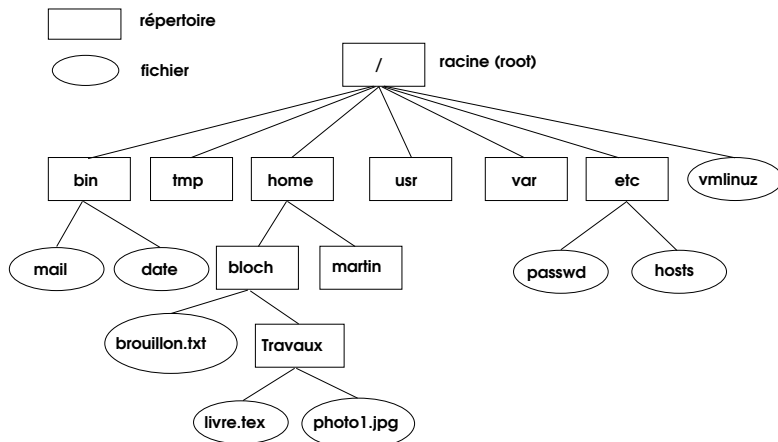 répertoire
fichier
/ racine (root)
bin tmp home usr var etc vmlinuz
mail date bloch martin passwd hosts
brouillon.txt Travaux
livre.tex photo1.jpg